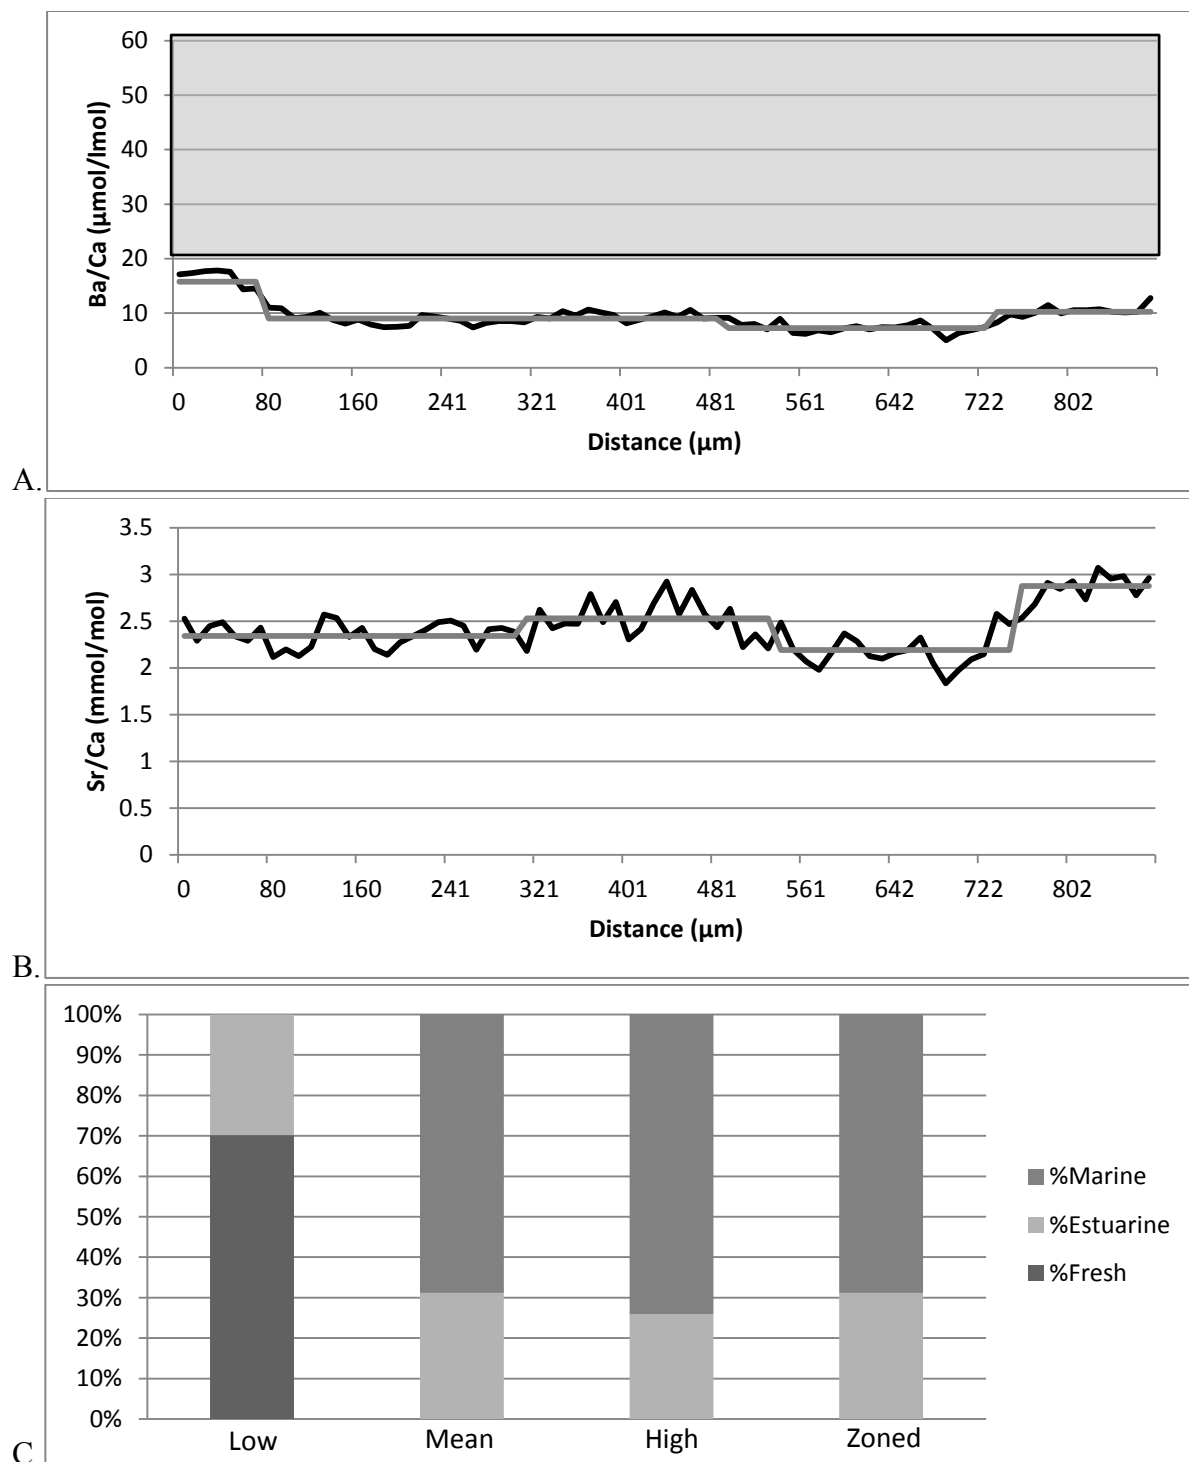 60
50
40
30
20
10
0
Ba/Ca (µmol/lmol)
0 80 160 241 321 401 481 561 642 722 802
Distance (µm)
A.
3.5
3
2.5
2
1.5
1
0.5
0
Sr/Ca (mmol/mol)
0 80 160 241 321 401 481 561 642 722 802
Distance (µm)
B.
100%
90%
80%
70%
60%
50%
40%
30%
20%
10%
0%
%Marine
%Estuarine
%Fresh
Low Mean High Zoned
C